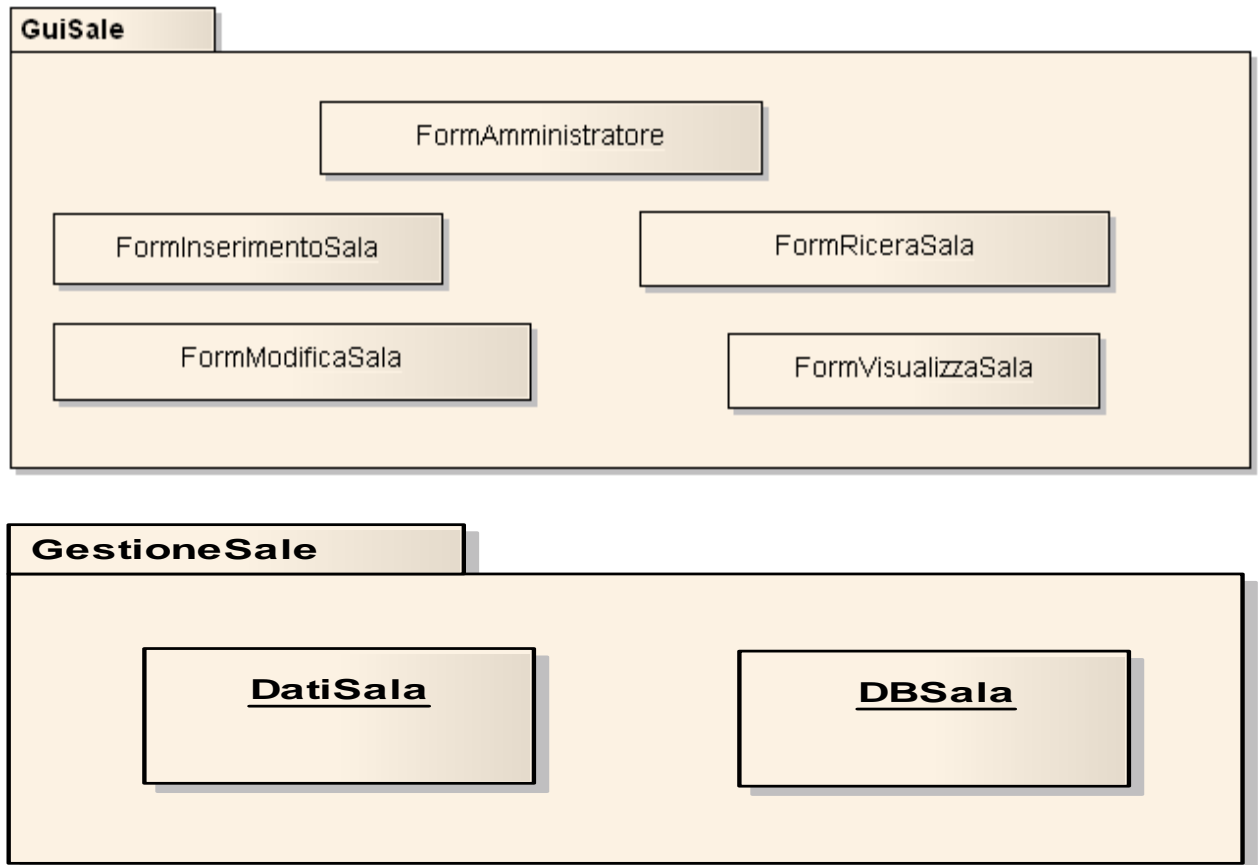 GuiSale
FormAmministratore
FormInserimentoSala
FormRiceraSala
FormModificaSala
FormVisualizzaSala
GestioneSale
DatiSala
DBSala